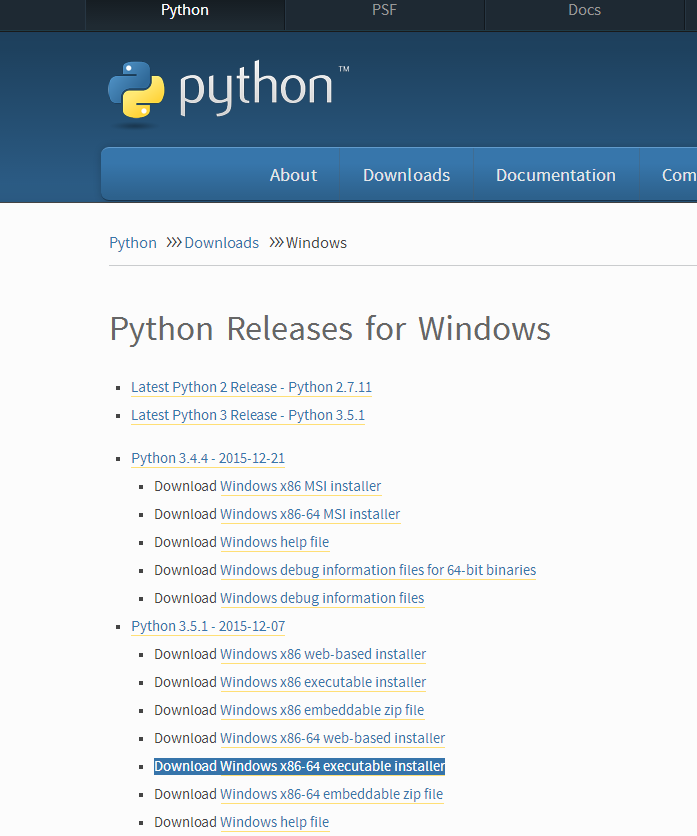 Python PSF Docs
python™
About Downloads Documentation Com
Python >>> Downloads >>> Windows
Python Releases for Windows
Latest Python 2 Release - Python 2.7.11
Latest Python 3 Release - Python 3.5.1
Python 3.4.4 - 2015-12-21
Download Windows x86 MSI installer
Download Windows x86-64 MSI installer
Download Windows help file
Download Windows debug information files for 64-bit binaries
Download Windows debug information files
Python 3.5.1 - 2015-12-07
Download Windows x86 web-based installer
Download Windows x86 executable installer
Download Windows x86 embeddable zip file
Download Windows x86-64 web-based installer
Download Windows x86-64 executable installer
Download Windows x86-64 embeddable zip file
Download Windows help file